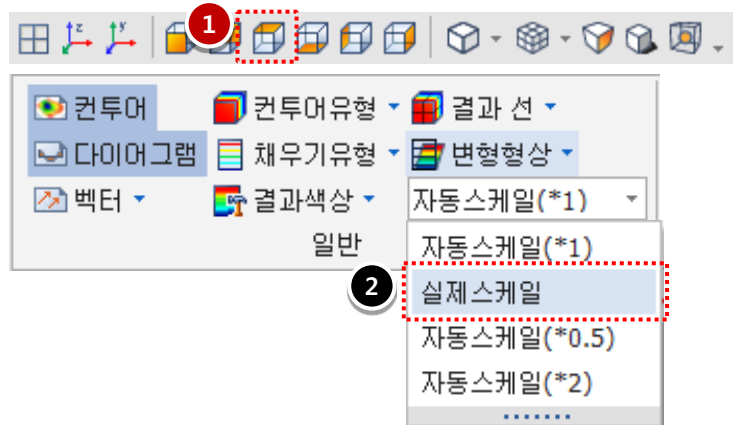 1
z
y
컨투어 컨투어유형 결과 선
다이어그램 채우기유형 변형형상
벡터 결과색상 자동스케일(*1)
일반
자동스케일(*1)
2
실제스케일
자동스케일(*0.5)
자동스케일(*2)